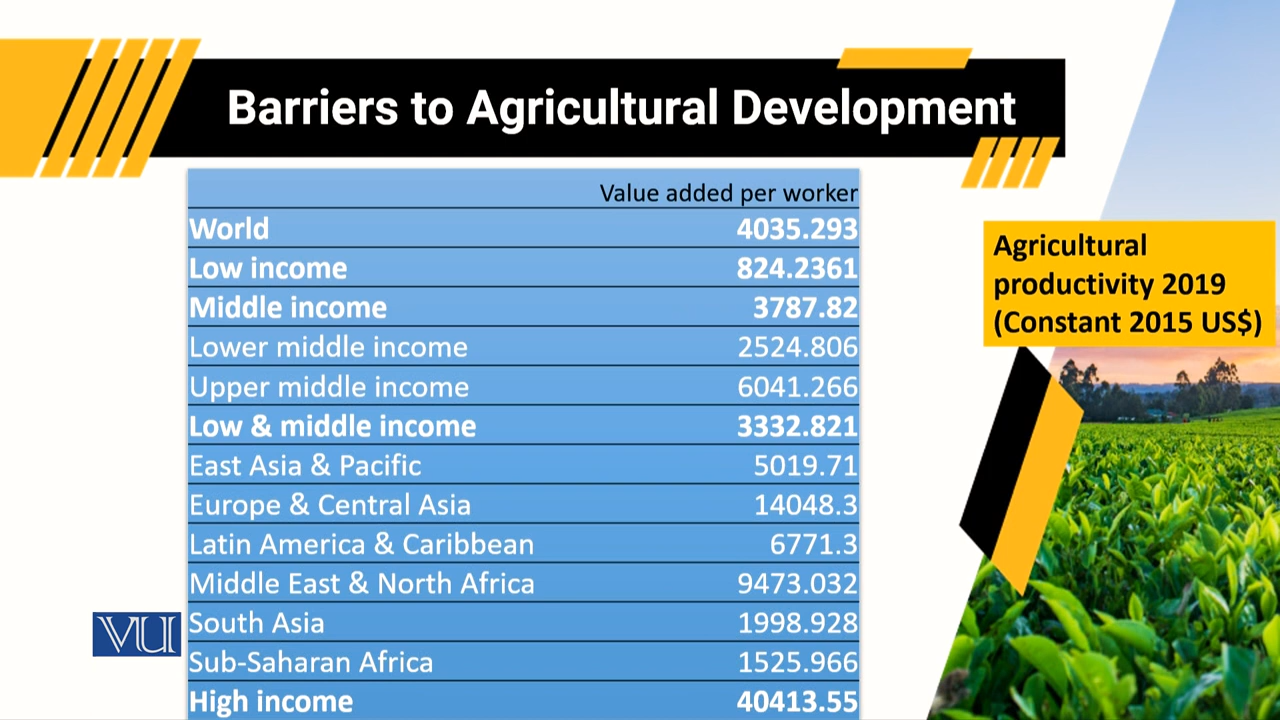 Barriers to Agricultural Development
Value added per worker
World 4035.293
Low income 824.2361
Middle income 3787.82
Lower middle income 2524.806
Upper middle income 6041.266
Low & middle income 3332.821
East Asia & Pacific 5019.71
Europe & Central Asia 14048.3
Latin America & Caribbean 6771.3
Middle East & North Africa 9473.032
South Asia 1998.928
Sub-Saharan Africa 1525.966
High income 40413.55
Agricultural
productivity 2019
(Constant 2015 US$)
VU